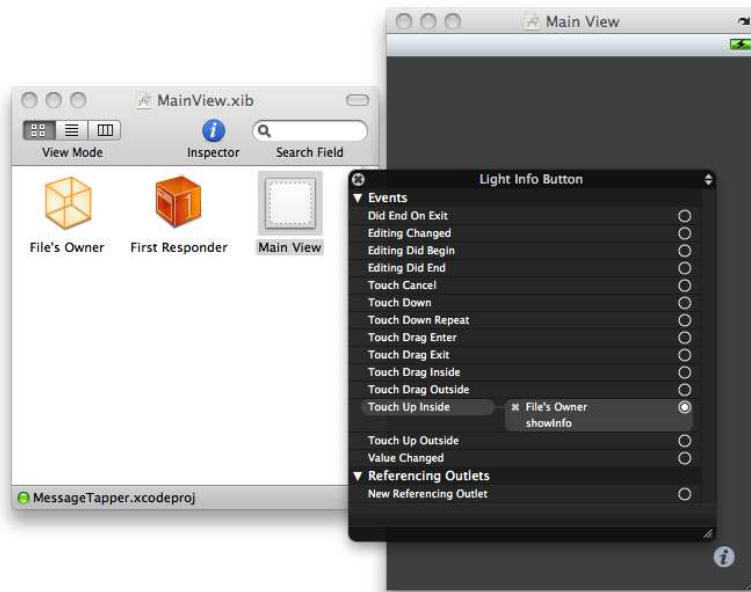 Main View
MainView.xib
View Mode
Inspector
Search Field
File's Owner
First Responder
1
Main View
MessageTapper.xcodeproj
Light Info Button
Events
Did End On Exit
Editing Changed
Editing Did Begin
Editing Did End
Touch Cancel
Touch Down
Touch Down Repeat
Touch Drag Enter
Touch Drag Exit
Touch Drag Inside
Touch Drag Outside
Touch Up Inside File's Owner
showInfo
Touch Up Outside
Value Changed
Referencing Outlets
New Referencing Outlet